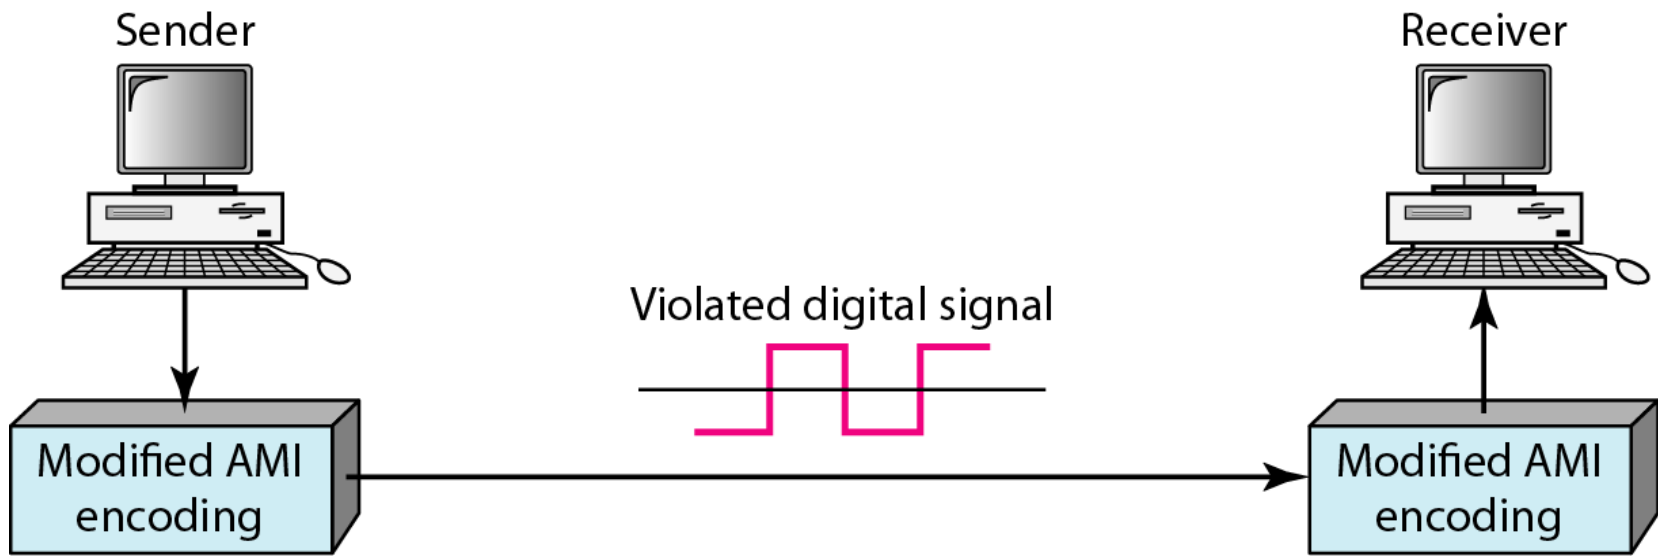 Sender
Receiver
Violated digital signal
Modified AMI
encoding
Modified AMI
encoding